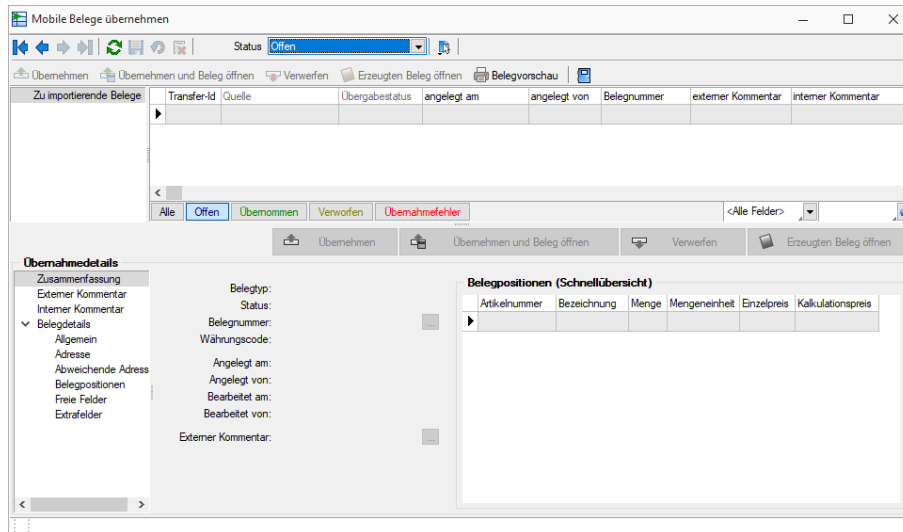 Mobile Belege übernehmen
Status Offen
Übernehmen Übernehmen und Beleg öffnen Verwerfen Erzeugten Beleg öffnen Belegvorschau
Zu importierende Belege Transfer-Id Quelle Übergabestatus angelegt am angelegt von Belegnummer externer Kommentar interner Kommentar
Alle Offen Übernommen Verworfen Übernahmefehler <Alle Felder>
Übernehmen Übernehmen und Beleg öffnen Verwerfen Erzeugten Beleg öffnen
Übernahmedetails
Zusammenfassung
Externer Kommentar
Interner Kommentar
Belegdetails
Allgemein
Adresse
Abweichende Adress
Belegpositionen
Freie Felder
Extrafelder
Belegtyp:
Status:
Belegnummer: ...
Währungscode:
Angelegt am:
Angelegt von:
Bearbeitet am:
Bearbeitet von:
Externer Kommentar: ...
Belegpositionen (Schnellübersicht)
Artikelnummer Bezeichnung Menge Mengeneinheit Einzelpreis Kalkulationspreis